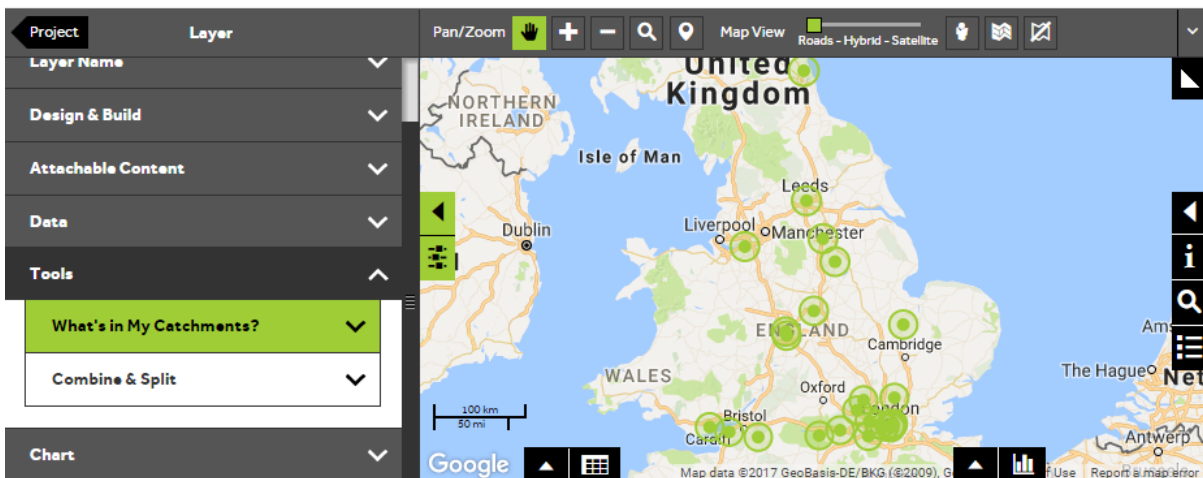 Project
Layer
Pan/Zoom
Map View
Roads - Hybrid - Satellite
Layer Name
Design & Build
Attachable Content
Data
Tools
What's in My Catchments?
Combine & Split
Chart
United
Kingdom
NORTHERN
IRELAND
Isle of Man
Leeds
Liverpool
Manchester
Dublin
ENGLAND
Cambridge
WALES
Oxford
London
Bristol
Cardiff
The Hague
Antwerp
100 km
50 mi
Google
Map data ©2017 GeoBasis-DE/BKG (©2009),
Report a map error